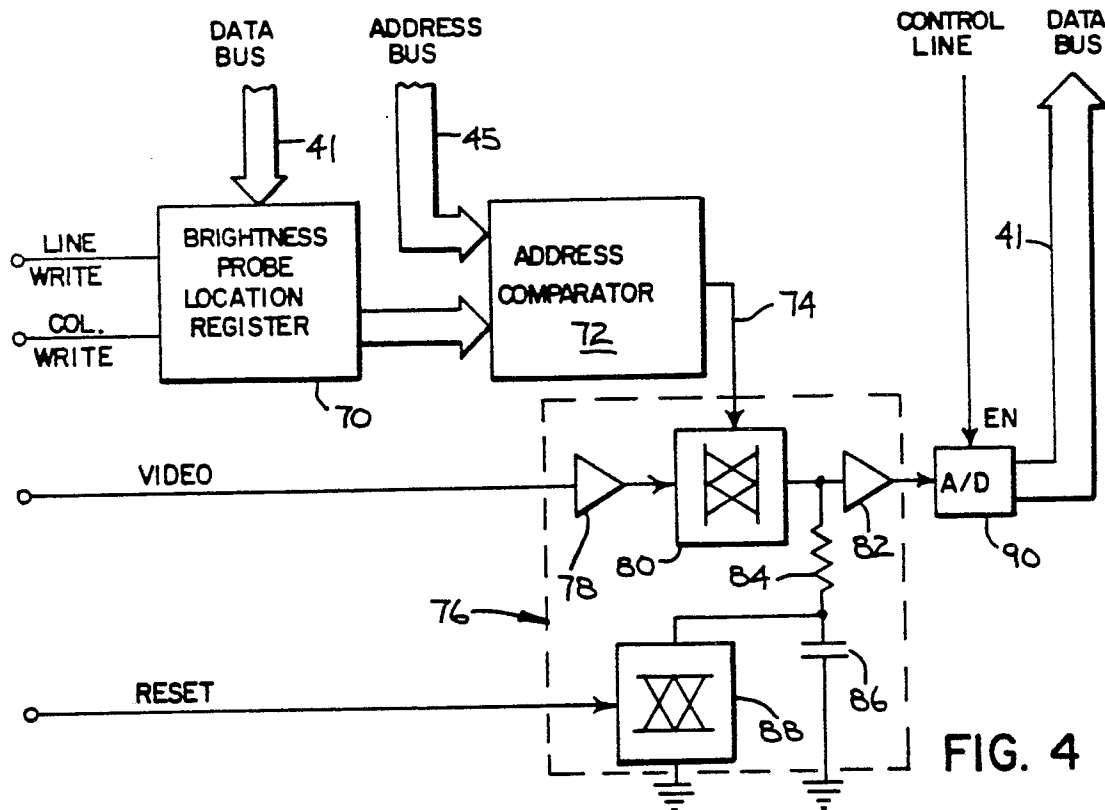 DATA
BUS
ADDRESS
BUS
CONTROL
LINE
DATA
BUS
41
45
LINE
WRITE
COL.
WRITE
BRIGHTNESS
PROBE
LOCATION
REGISTER
70
ADDRESS
COMPARATOR
72
74
41
EN
VIDEO
78
80
82
A/D
90
84
76
86
RESET
88
FIG. 4